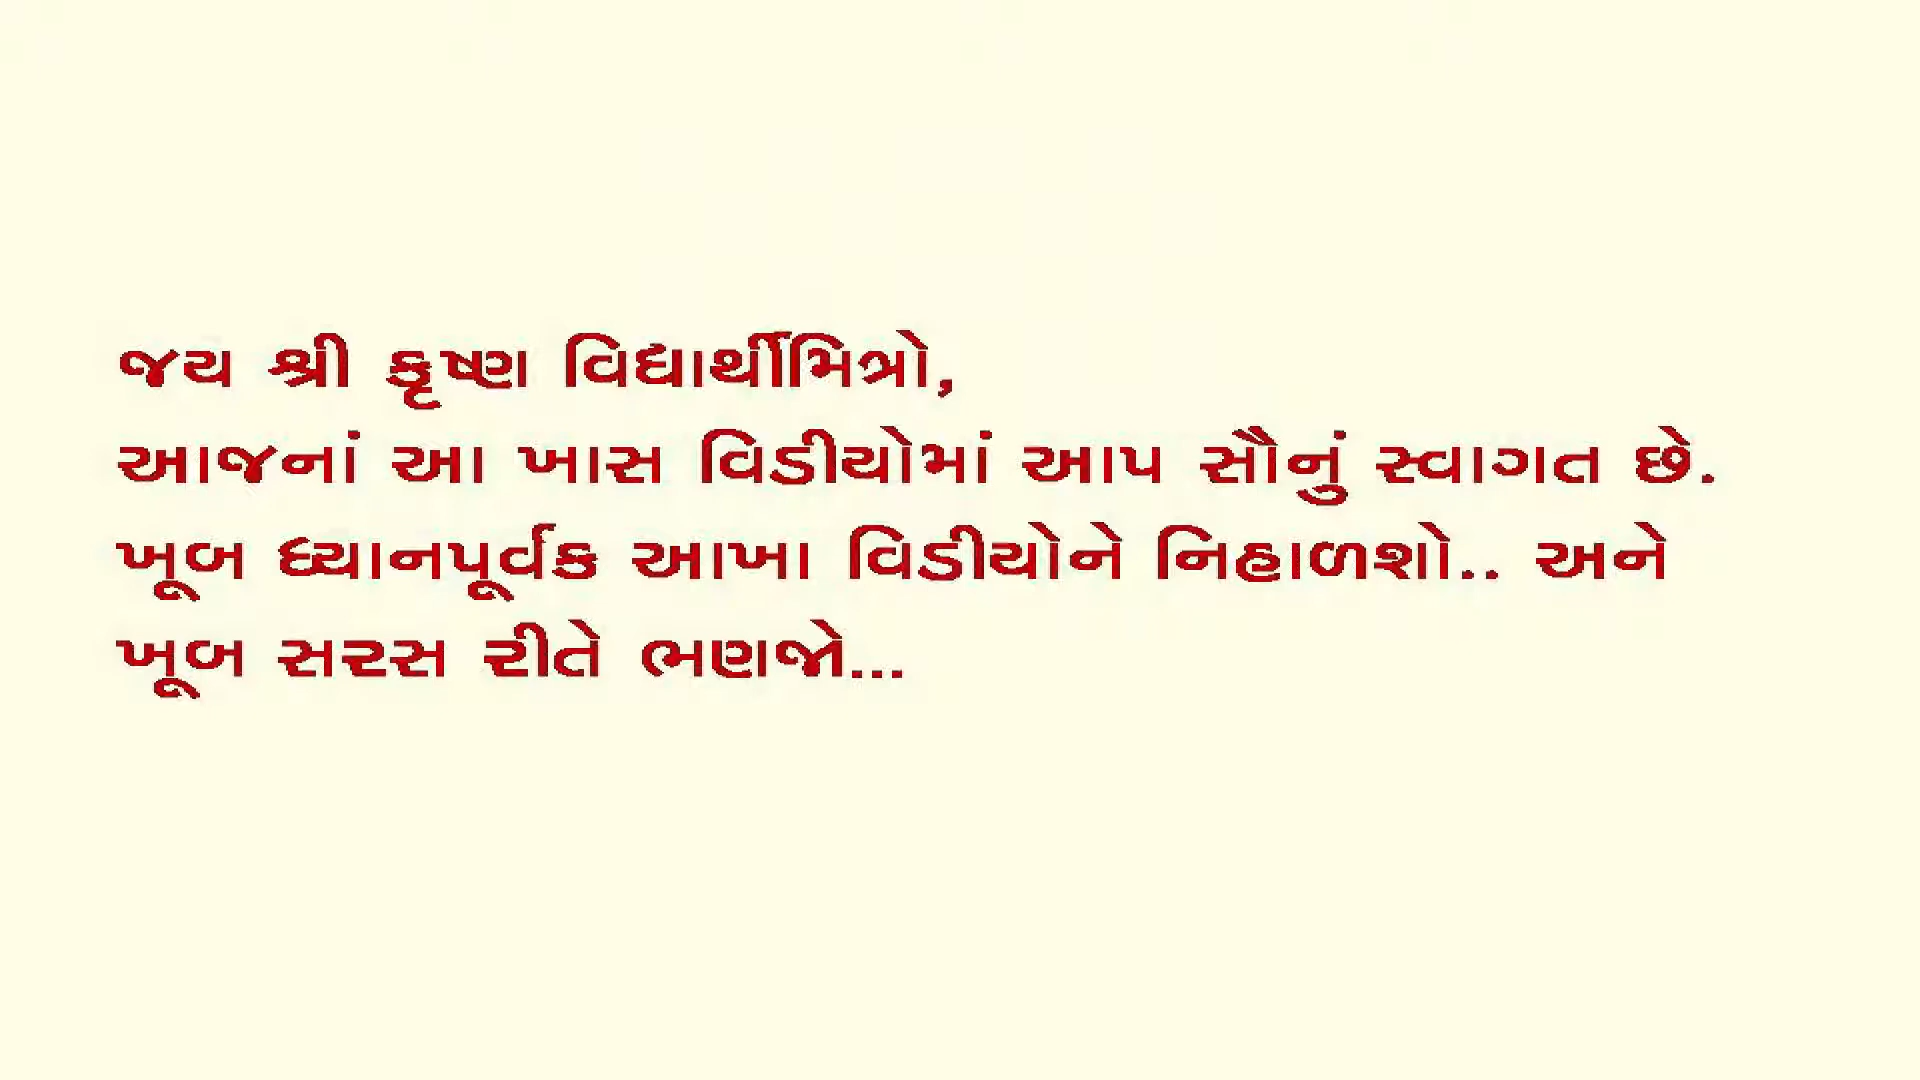 જય શ્રી કૃષ્ણ વિદ્યાર્થીમિત્રો,
આજનાં આ ખાસ વિડીયોમાં આપ સૌનું સ્વાગત છે.
ખૂબ ધ્યાનપૂર્વક આખા વિડીયોને નિહાળશો.. અને
ખૂબ સરસ રીતે ભણજો...